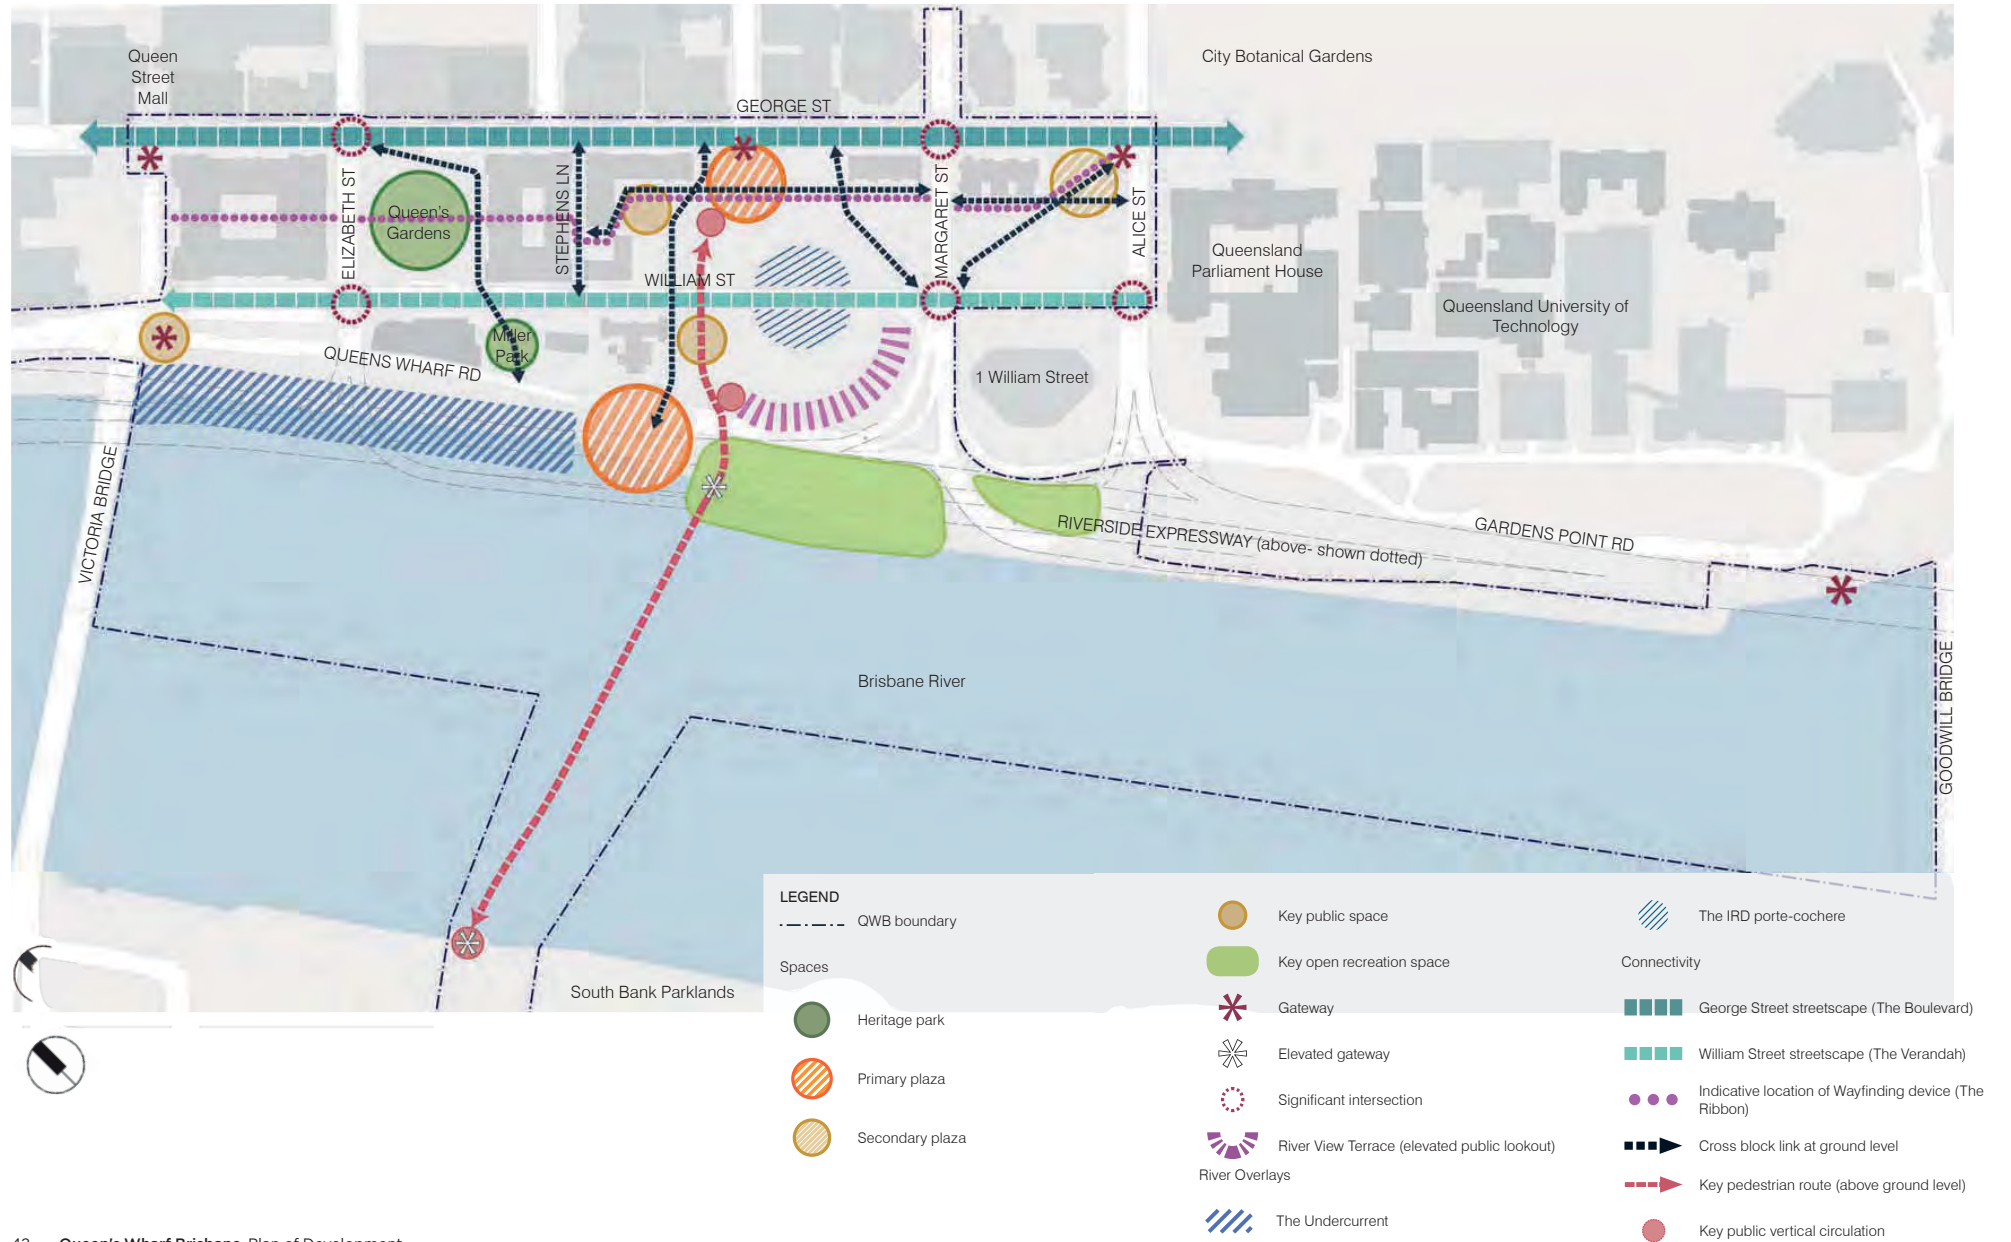 Queen
Street
Mall
City Botanical Gardens
GEORGE ST
ELIZABETH ST
Queen's
Gardens
STEPHENS LN
MARGARET ST
ALICE ST
Queensland
Parliament House
WILLIAM ST
Queensland University of
Technology
Miller
Park
QUEENS WHARF RD
1 William Street
VICTORIA BRIDGE
RIVERSIDE EXPRESSWAY (above- shown dotted)
GARDENS POINT RD
Brisbane River
GOODWILL BRIDGE
South Bank Parklands
LEGEND
QWB boundary
Spaces
Heritage park
Primary plaza
Secondary plaza
Key public space
Key open recreation space
Gateway
Elevated gateway
Significant intersection
River View Terrace (elevated public lookout)
River Overlays
The Undercurrent
The IRD porte-cochere
Connectivity
George Street streetscape (The Boulevard)
William Street streetscape (The Verandah)
Indicative location of Wayfinding device (The
Ribbon)
Cross block link at ground level
Key pedestrian route (above ground level)
Key public vertical circulation
Queen's Wharf Brisbane Plan of Development